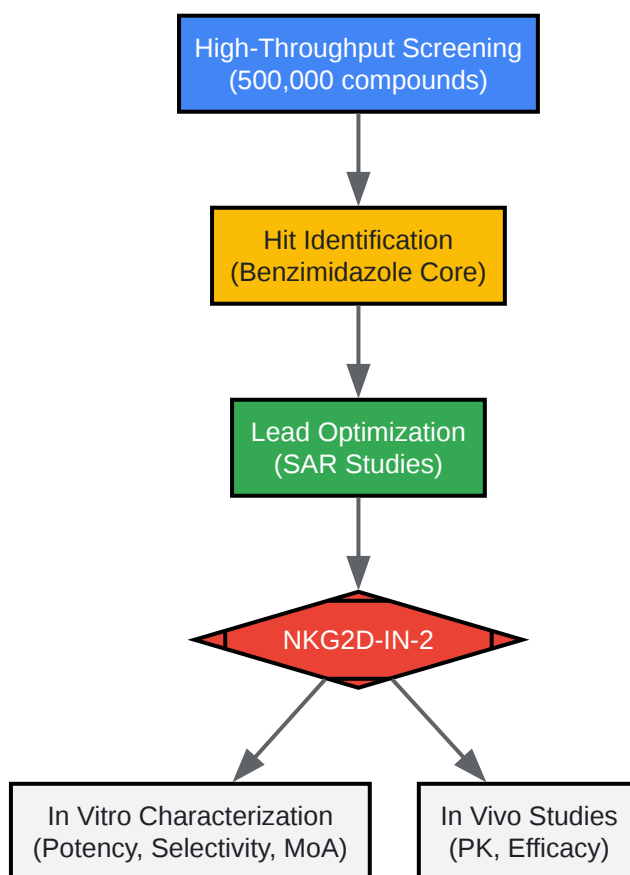 High-Throughput Screening
(500,000 compounds)
Hit Identification
(Benzimidazole Core)
Lead Optimization
(SAR Studies)
NKG2D-IN-2
In Vitro Characterization
(Potency, Selectivity, MoA)
In Vivo Studies
(PK, Efficacy)